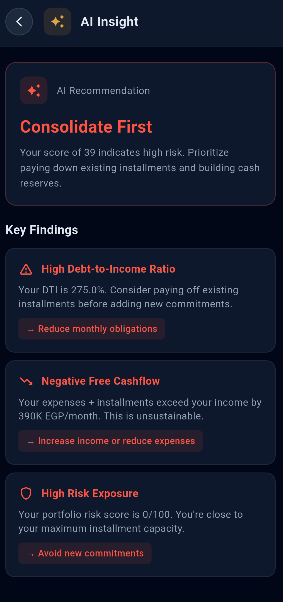 AI Insight
AI Recommendation
Consolidate First
Your score of 39 indicates high risk. Prioritize
paying down existing installments and building cash
reserves.
Key Findings
High Debt-to-Income Ratio
Your DTI is 275.0%. Consider paying off existing
installments before adding new commitments.
→ Reduce monthly obligations
Negative Free Cashflow
Your expenses + installments exceed your income by
390K EGP/month. This is unsustainable.
→ Increase income or reduce expenses
High Risk Exposure
Your portfolio risk score is 0/100. You're close to
your maximum installment capacity.
→ Avoid new commitments